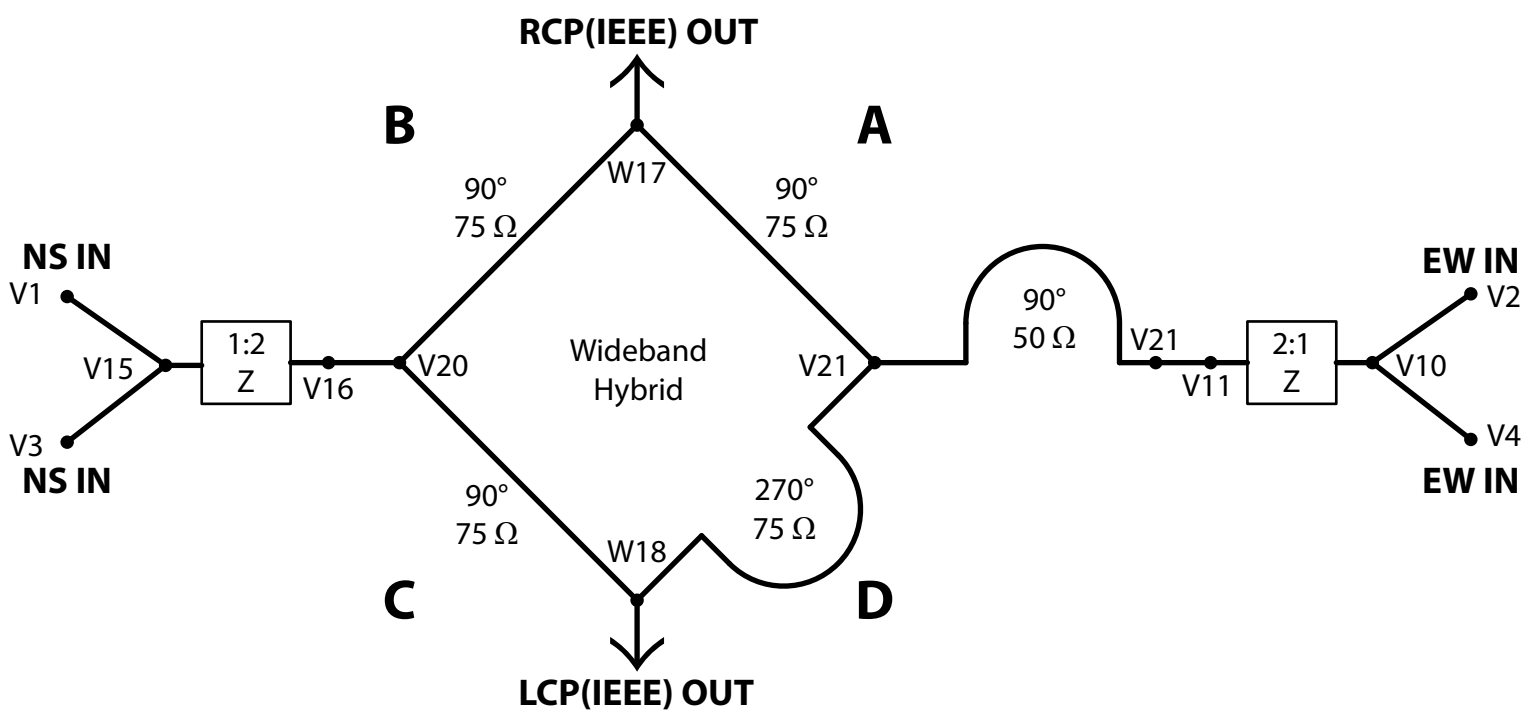 RCP(IEEE) OUT
B
A
W17
90°
75 Ω
90°
75 Ω
NS IN
V1
EW IN
V2
90°
50 Ω
V15
1:2
Z
V16
V20
Wideband
Hybrid
V21
V21
V11
2:1
Z
V10
V3
NS IN
V4
EW IN
90°
75 Ω
270°
75 Ω
W18
C
D
LCP(IEEE) OUT